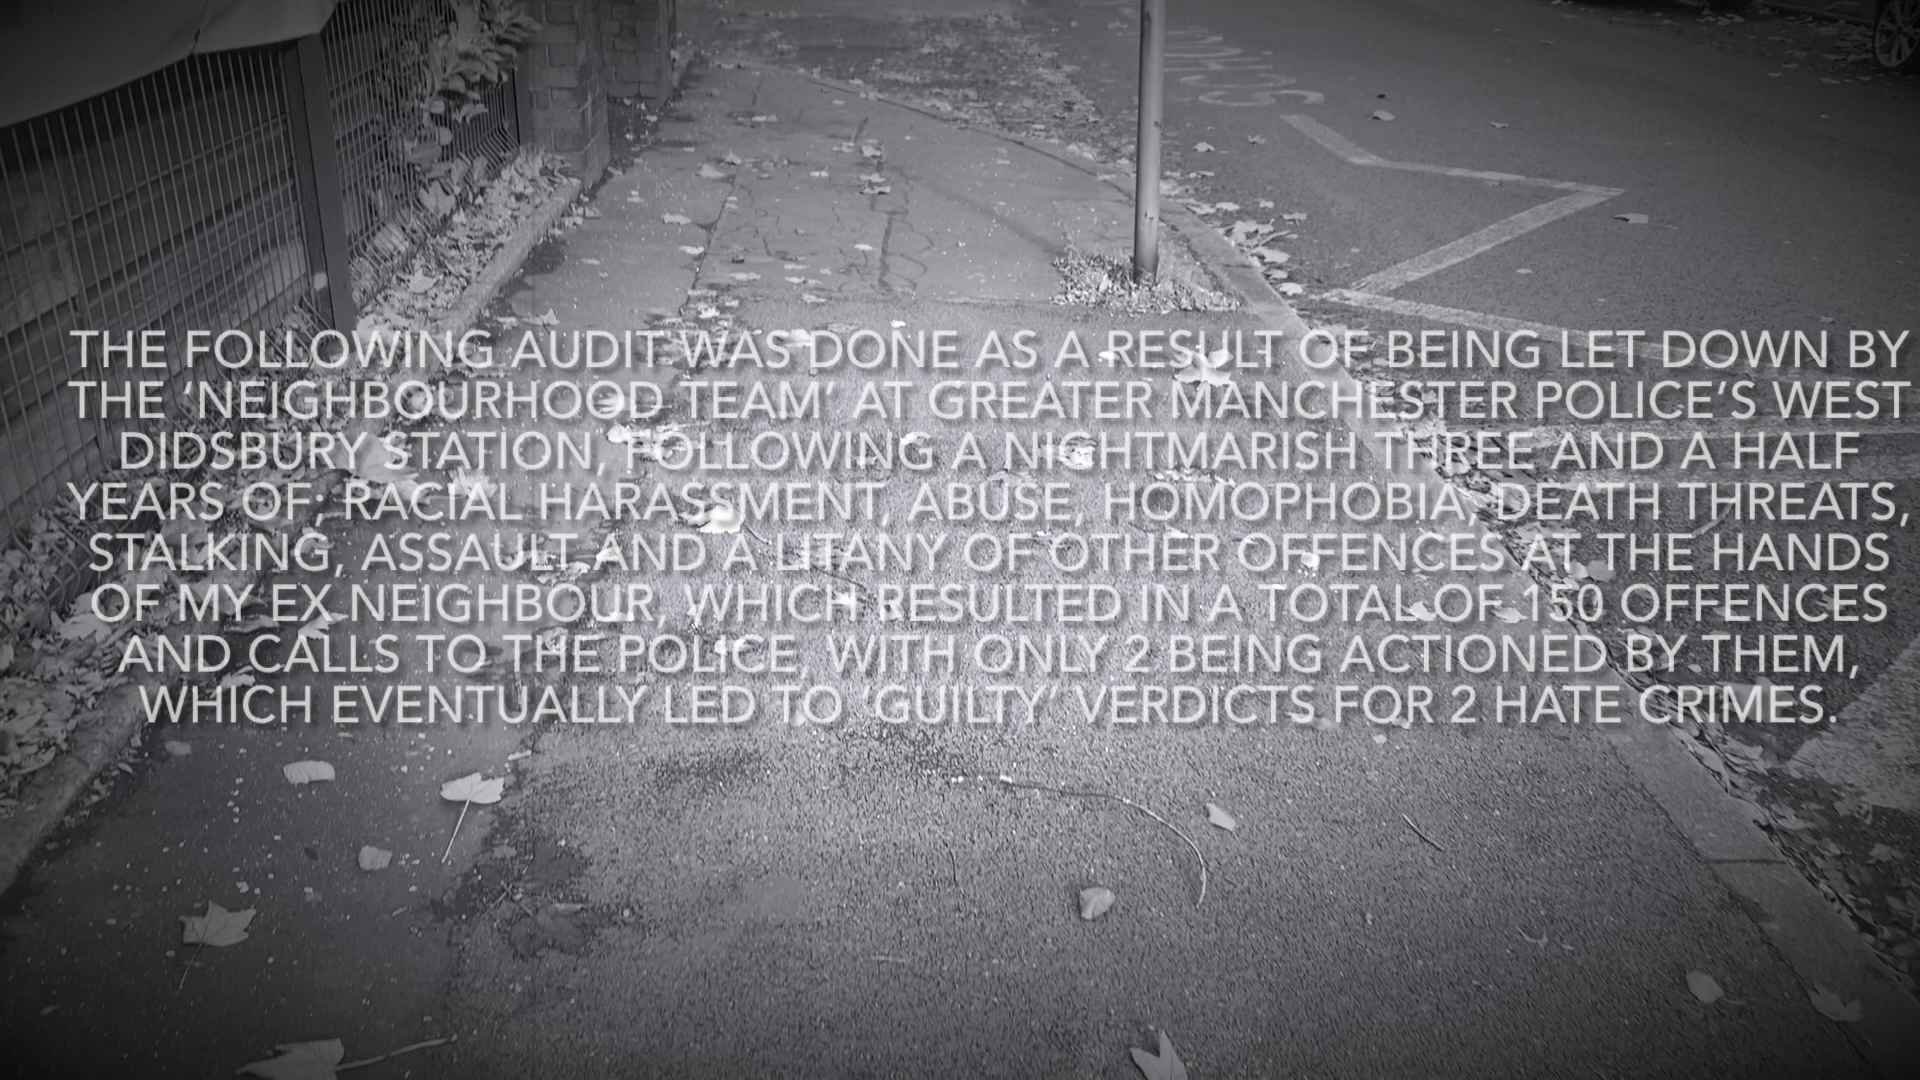 THE FOLLOWING AUDIT WAS DONE AS A RESULT OF BEING LET DOWN BY
THE ‘NEIGHBOURHOOD TEAM’ AT GREATER MANCHESTER POLICE’S WEST
DIDSBURY STATION, FOLLOWING A NIGHTMARISH THREE AND A HALF
YEARS OF; RACIAL HARASSMENT, ABUSE, HOMOPHOBIA, DEATH THREATS,
STALKING, ASSAULT AND A LITANY OF OTHER OFFENCES AT THE HANDS
OF MY EX NEIGHBOUR, WHICH RESULTED IN A TOTAL OF 150 OFFENCES
AND CALLS TO THE POLICE, WITH ONLY 2 BEING ACTIONED BY THEM,
WHICH EVENTUALLY LED TO ‘GUILTY’ VERDICTS FOR 2 HATE CRIMES.